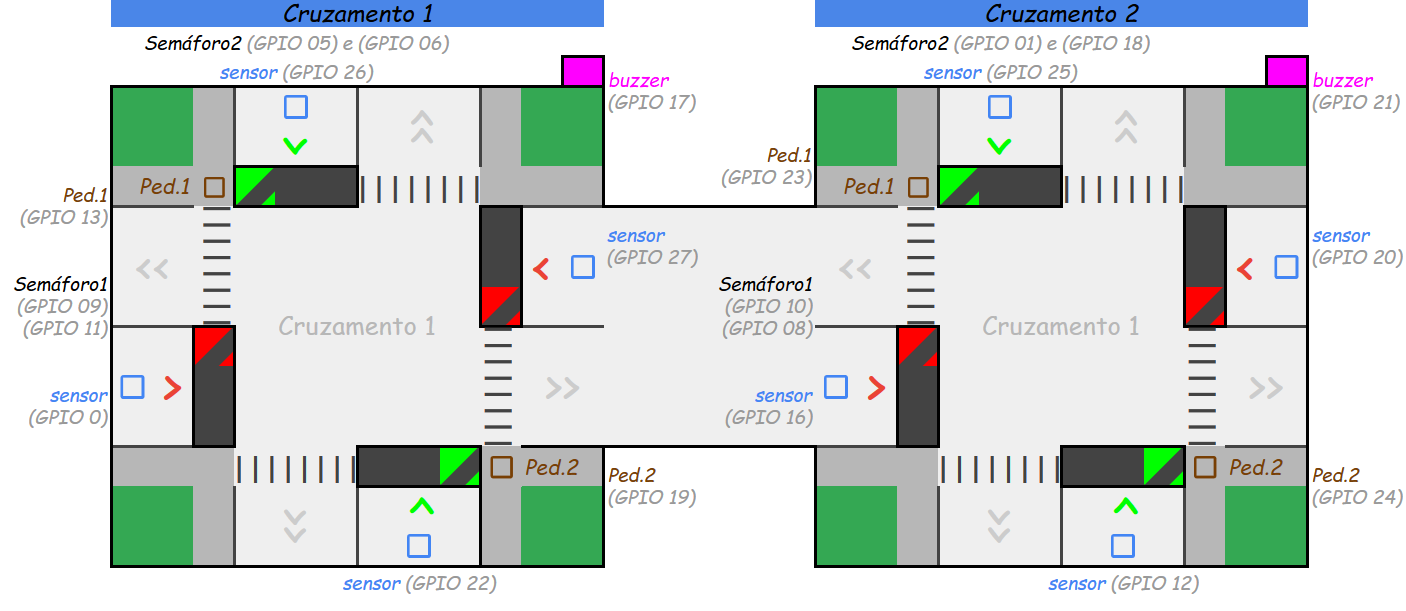 Cruzamento 1
Semáforo2 (GPIO 05) e (GPIO 06)
sensor (GPIO 26)
buzzer
(GPIO 17)
Ped.1
(GPIO 13)
Ped.1
Semáforo1
(GPIO 09)
(GPIO 11)
sensor
(GPIO 27)
Cruzamento 1
sensor
(GPIO 0)
Ped.2
Ped.2
(GPIO 19)
sensor (GPIO 22)
Cruzamento 2
Semáforo2 (GPIO 01) e (GPIO 18)
sensor (GPIO 25)
buzzer
(GPIO 21)
Ped.1
(GPIO 23)
Ped.1
sensor
(GPIO 20)
Semáforo1
(GPIO 10)
(GPIO 08)
Cruzamento 1
sensor
(GPIO 16)
Ped.2
Ped.2
(GPIO 24)
sensor (GPIO 12)